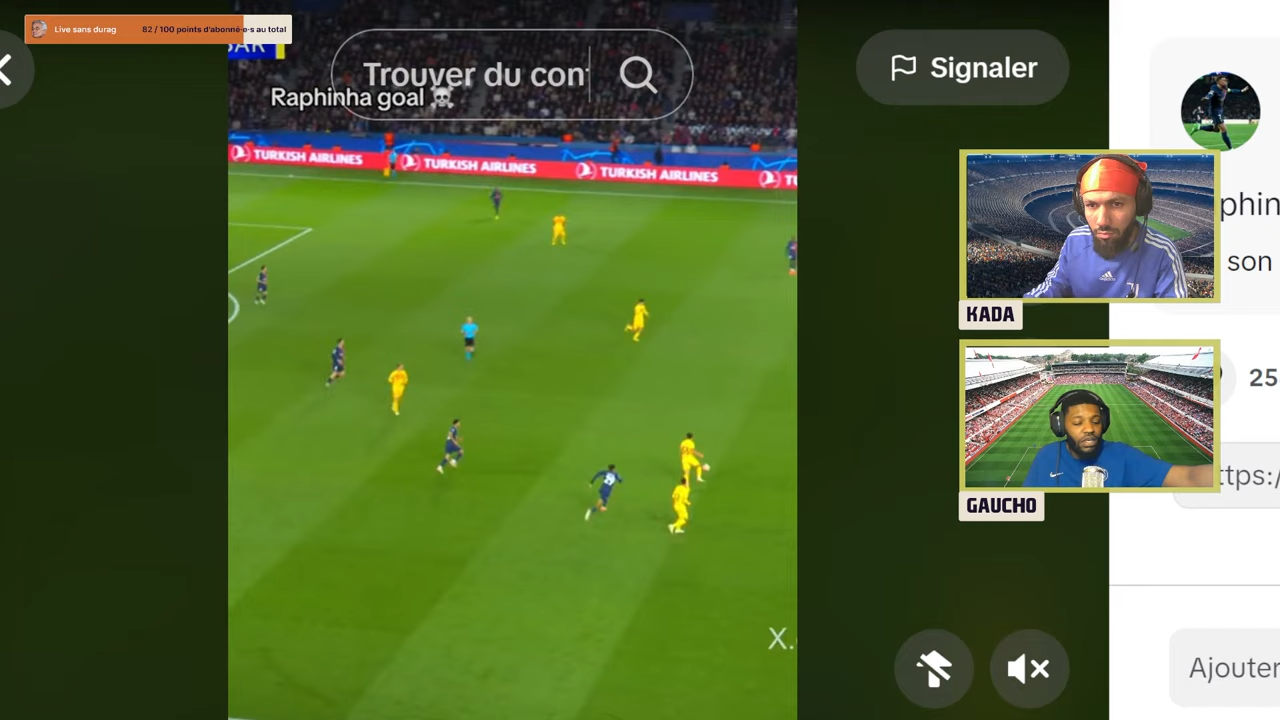 Live sans durag
82 / 100 points d'abonné·e·s au total
BAR
Trouver du con
Raphinha goal ☠️
Signaler
TURKISH AIRLINES
TURKISH AIRLINES
TURKISH AIRLINES
phin
son
KADA
25
ttps:/
GAUCHO
X.
Ajouter